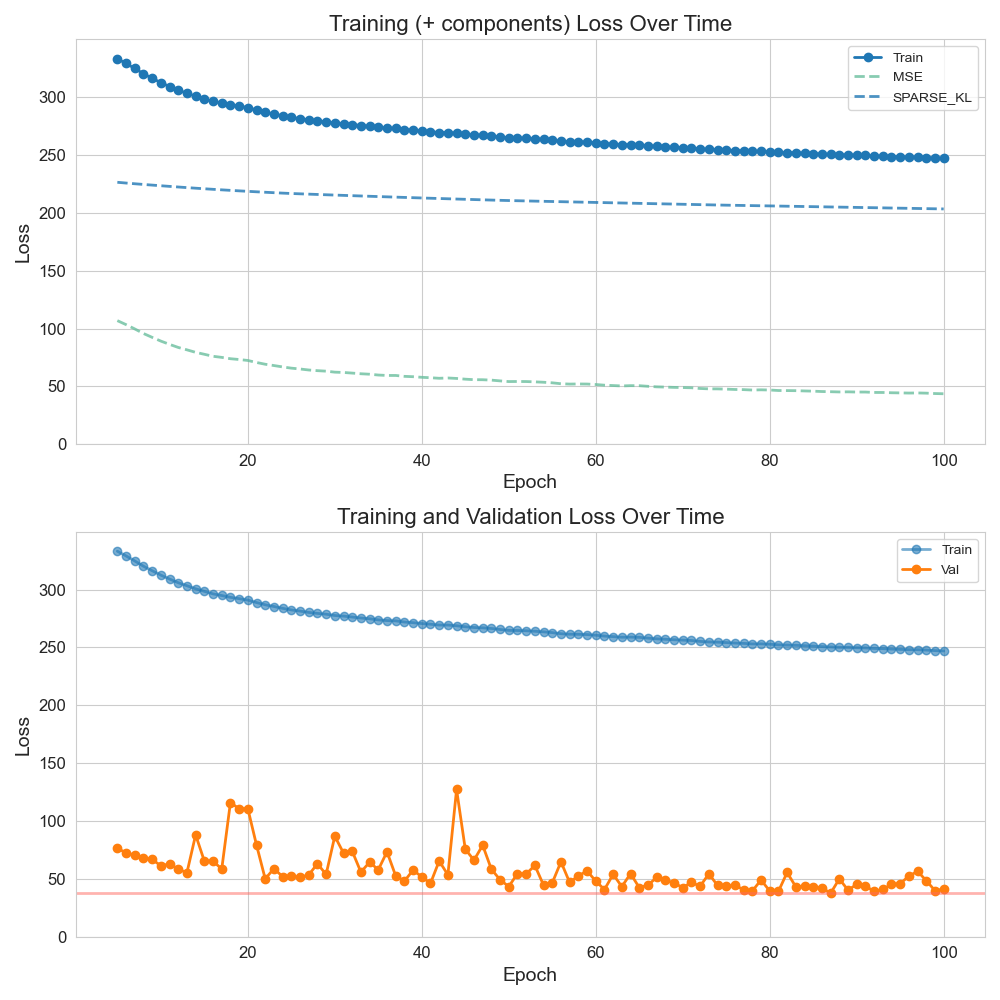 Training (+ components) Loss Over Time
Train
MSE
SPARSE_KL
300
250
200
150
100
50
0
Loss
20 40 60 80 100
Epoch
Training and Validation Loss Over Time
Train
Val
300
250
200
150
100
50
0
Loss
20 40 60 80 100
Epoch